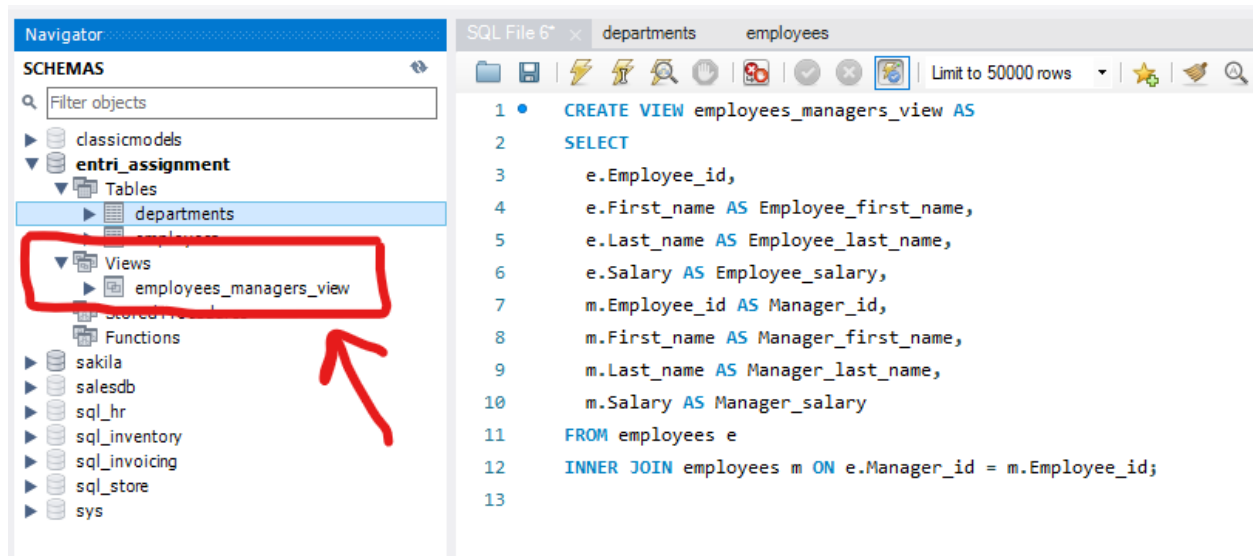 Navigator
SCHEMAS
Filter objects
classicmodels
entri_assignment
Tables
departments
employees
Views
employees_managers_view
Stored Procedures
Functions
sakila
salesdb
sql_hr
sql_inventory
sql_invoicing
sql_store
sys
SQL File 6* departments employees
Limit to 50000 rows
1 CREATE VIEW employees_managers_view AS
2 SELECT
3 e.Employee_id,
4 e.First_name AS Employee_first_name,
5 e.Last_name AS Employee_last_name,
6 e.Salary AS Employee_salary,
7 m.Employee_id AS Manager_id,
8 m.First_name AS Manager_first_name,
9 m.Last_name AS Manager_last_name,
10 m.Salary AS Manager_salary
11 FROM employees e
12 INNER JOIN employees m ON e.Manager_id = m.Employee_id;
13